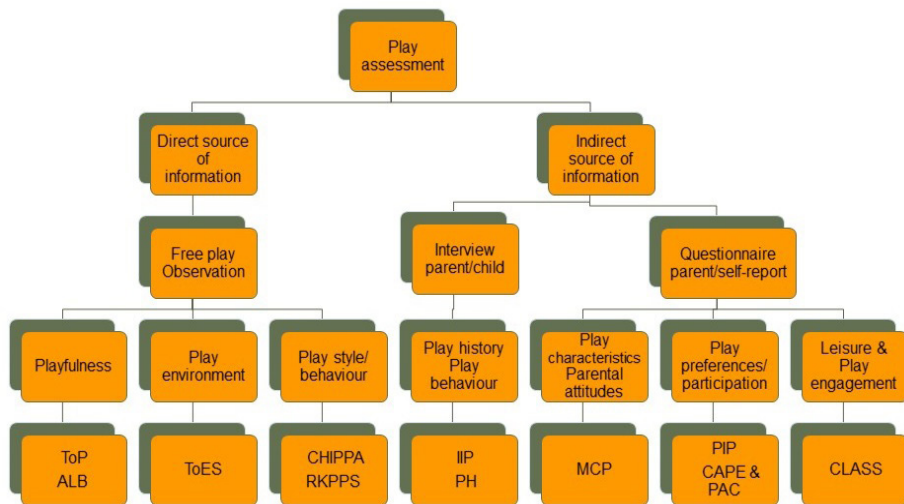 Play
assessment
Direct source
of
information
Indirect
source of
information
Free play
Observation
Interview
parent/child
Questionnaire
parent/self-report
Playfulness
Play
environment
Play style/
behaviour
Play history
Play
behaviour
Play
characteristics
Parental
attitudes
Play
preferences/
participation
Leisure &
Play
engagement
ToP
ALB
ToES
CHIPPA
RKPPS
IIP
PH
MCP
PIP
CAPE &
PAC
CLASS